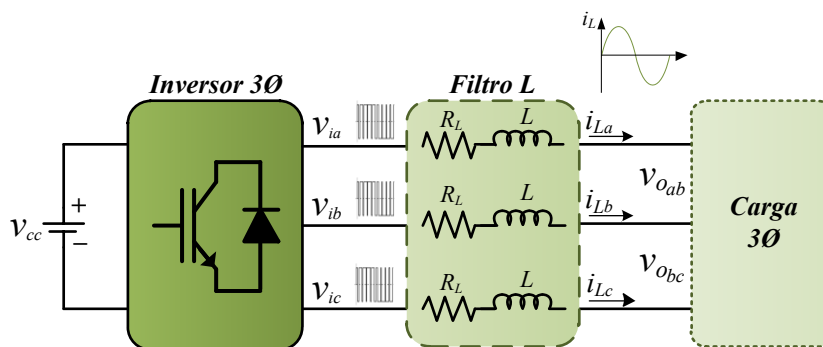 i_L
Inversor 3Ø
Filtro L
v_ia
R_L L
i_La
v_cc
+
−
v_ib
R_L L
i_Lb
v_o_ab
Carga
3Ø
v_ic
R_L L
i_Lc
v_o_bc